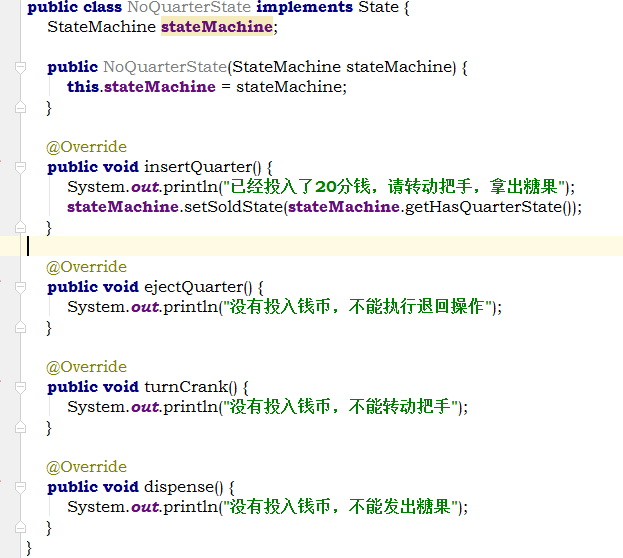 public class NoQuarterState implements State {
StateMachine stateMachine;
public NoQuarterState(StateMachine stateMachine) {
this.stateMachine = stateMachine;
}
@Override
public void insertQuarter() {
System.out.println("已经投入了20分钱，请转动把手，拿出糖果");
stateMachine.setSoldState(stateMachine.getHasQuarterState());
}
@Override
public void ejectQuarter() {
System.out.println("没有投入钱币，不能执行退回操作");
}
@Override
public void turnCrank() {
System.out.println("没有投入钱币，不能转动把手");
}
@Override
public void dispense() {
System.out.println("没有投入钱币，不能发出糖果");
}
}